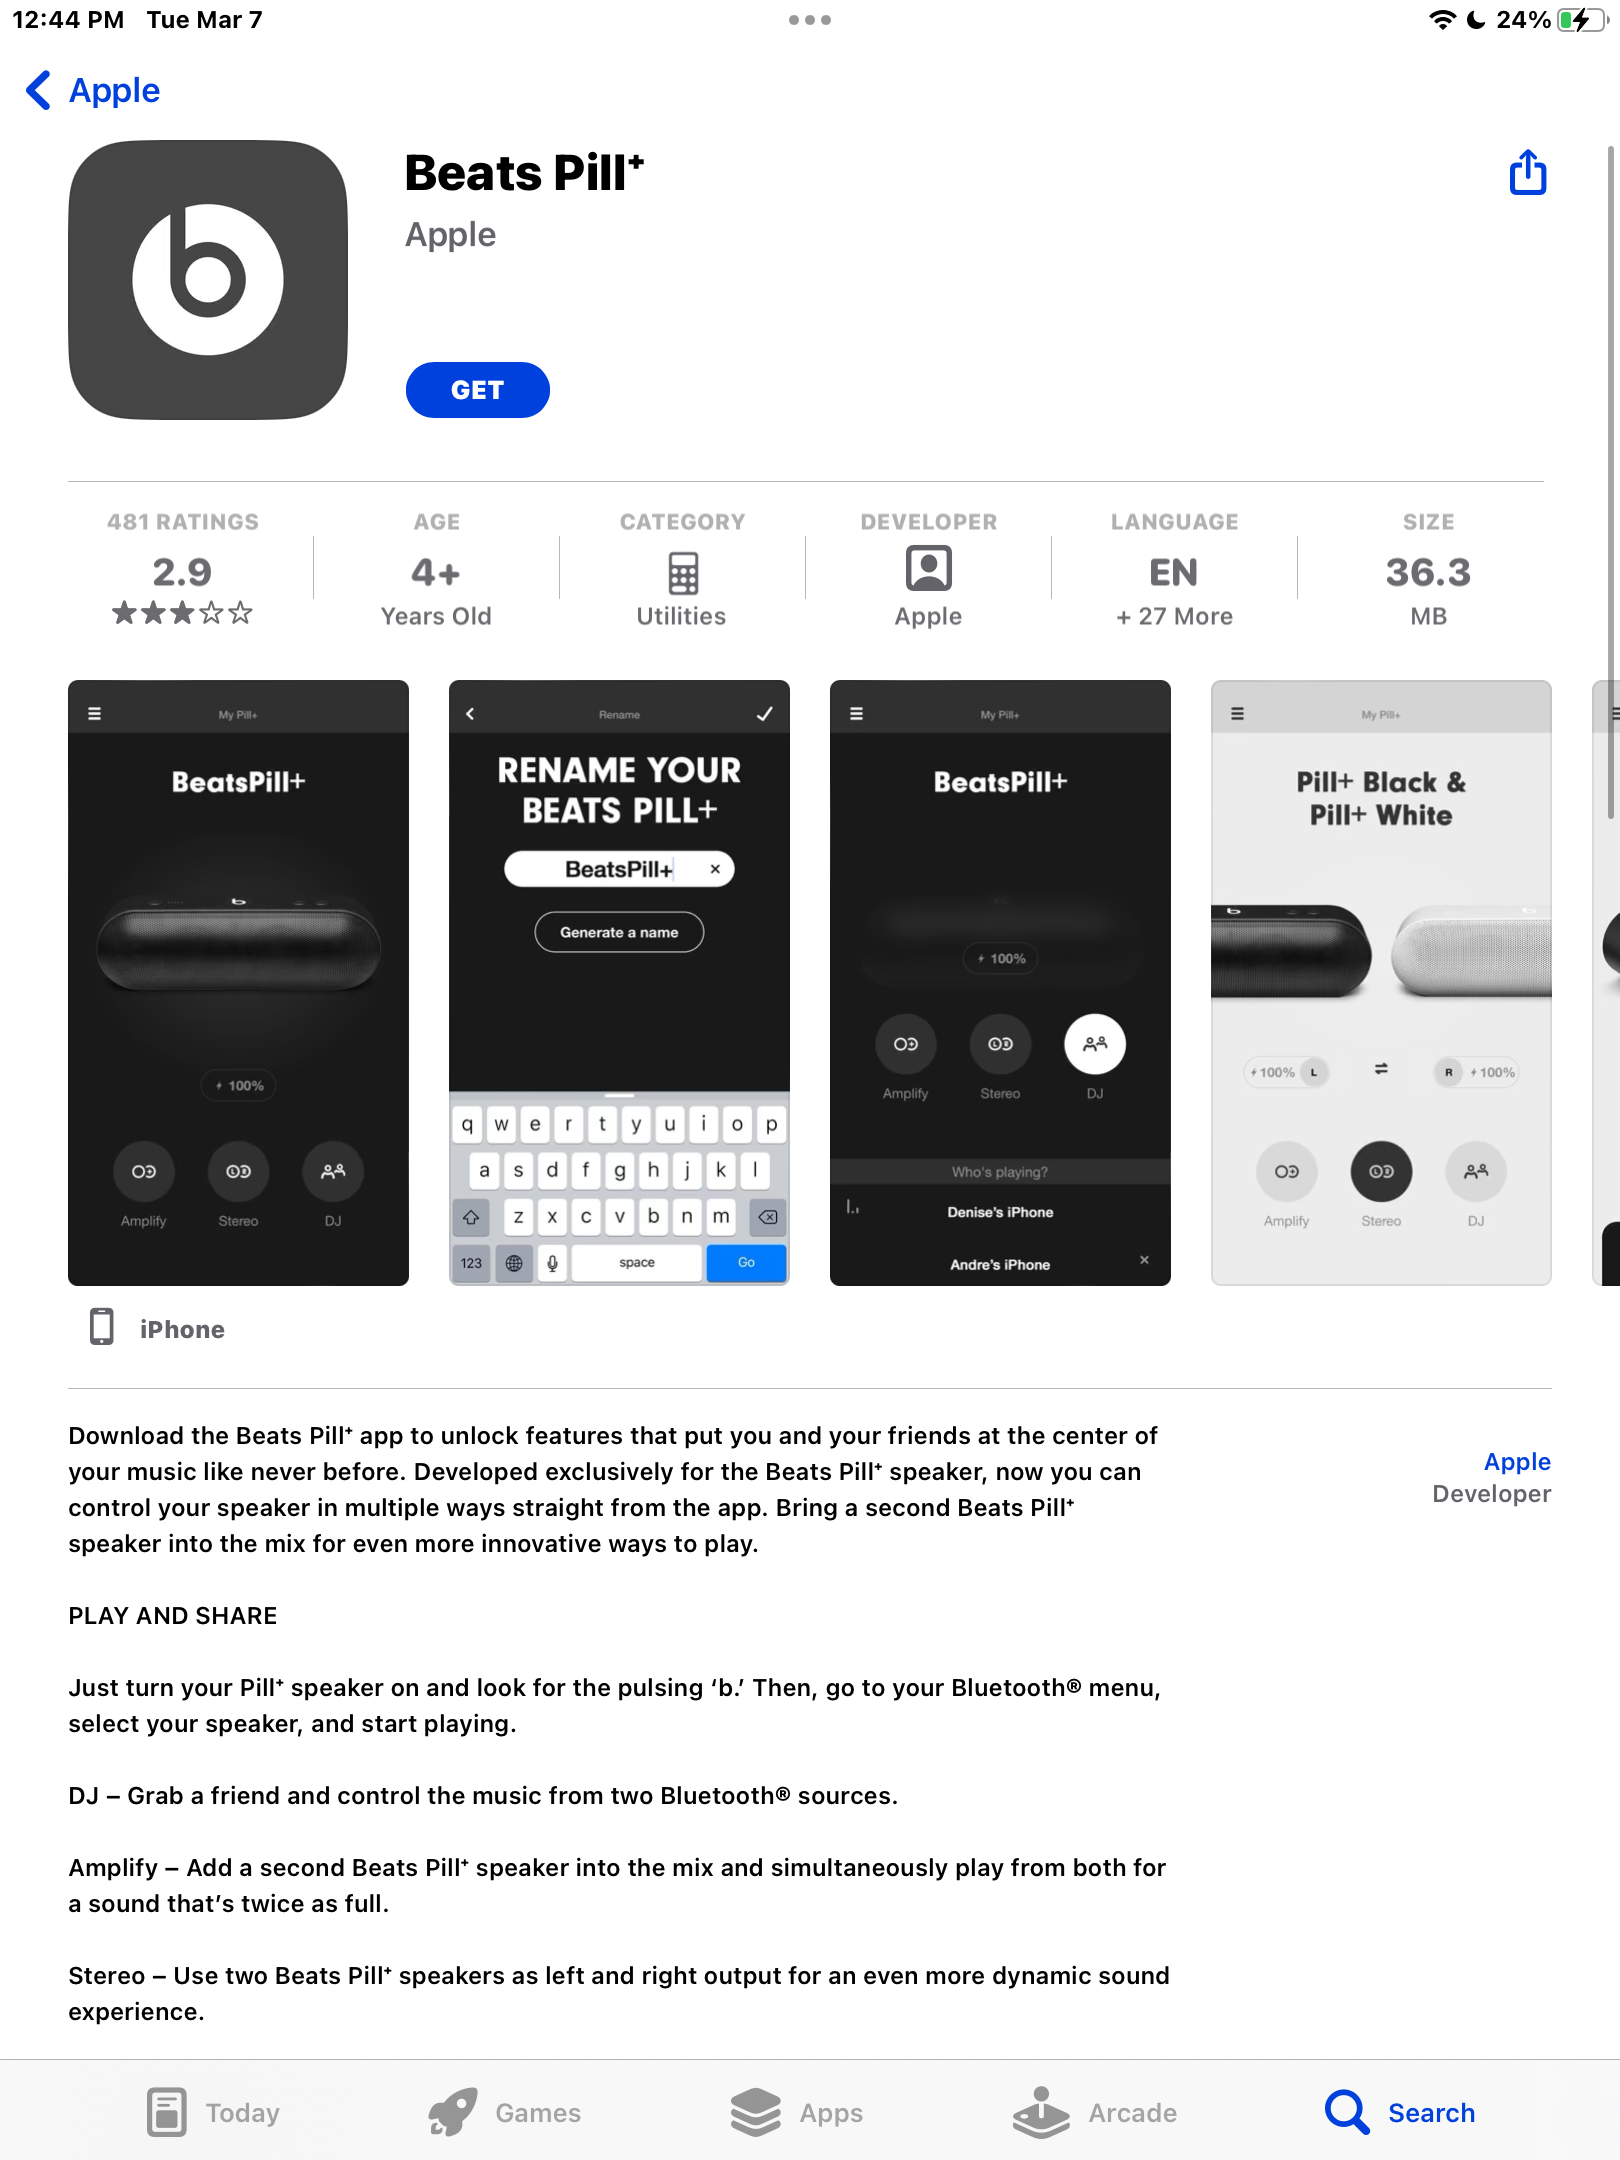 12:44 PM Tue Mar 7
24%
Apple
Beats Pill⁺
Apple
GET
481 RATINGS
2.9
AGE
4+
Years Old
CATEGORY
Utilities
DEVELOPER
Apple
LANGUAGE
EN
+ 27 More
SIZE
36.3
MB
My Pill+
BeatsPill+
100%
Amplify Stereo DJ
Rename
RENAME YOUR
BEATS PILL+
BeatsPill+
Generate a name
q w e r t y u i o p
a s d f g h j k l
z x c v b n m
123 space Go
My Pill+
BeatsPill+
100%
Amplify Stereo DJ
Who's playing?
Denise's iPhone
Andre's iPhone
My Pill+
Pill+ Black &
Pill+ White
100% L R 100%
Amplify Stereo DJ
iPhone
Download the Beats Pill⁺ app to unlock features that put you and your friends at the center of
your music like never before. Developed exclusively for the Beats Pill⁺ speaker, now you can
control your speaker in multiple ways straight from the app. Bring a second Beats Pill⁺
speaker into the mix for even more innovative ways to play.
Apple
Developer
PLAY AND SHARE
Just turn your Pill⁺ speaker on and look for the pulsing ‘b.’ Then, go to your Bluetooth® menu,
select your speaker, and start playing.
DJ – Grab a friend and control the music from two Bluetooth® sources.
Amplify – Add a second Beats Pill⁺ speaker into the mix and simultaneously play from both for
a sound that’s twice as full.
Stereo – Use two Beats Pill⁺ speakers as left and right output for an even more dynamic sound
experience.
Today Games Apps Arcade Search